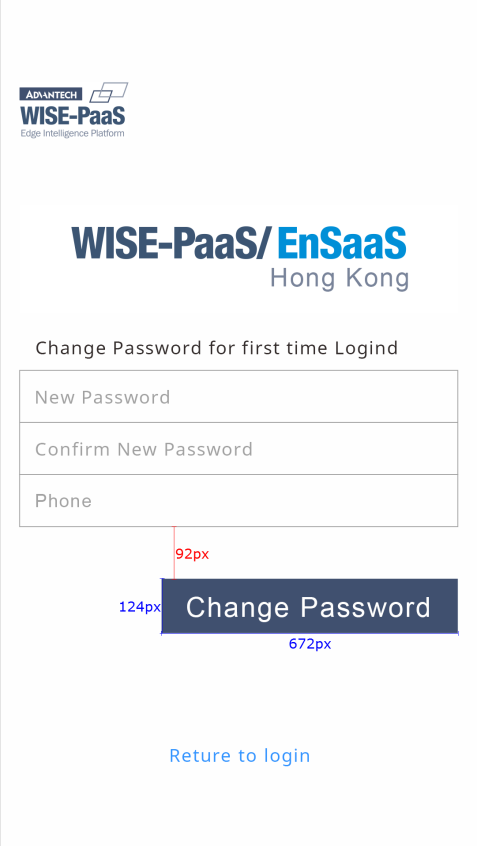 ADVANTECH
WISE-PaaS
Edge Intelligence Platform
WISE-PaaS/ EnSaaS
Hong Kong
Change Password for first time Logind
New Password
Confirm New Password
Phone
92px
124px
Change Password
672px
Reture to login